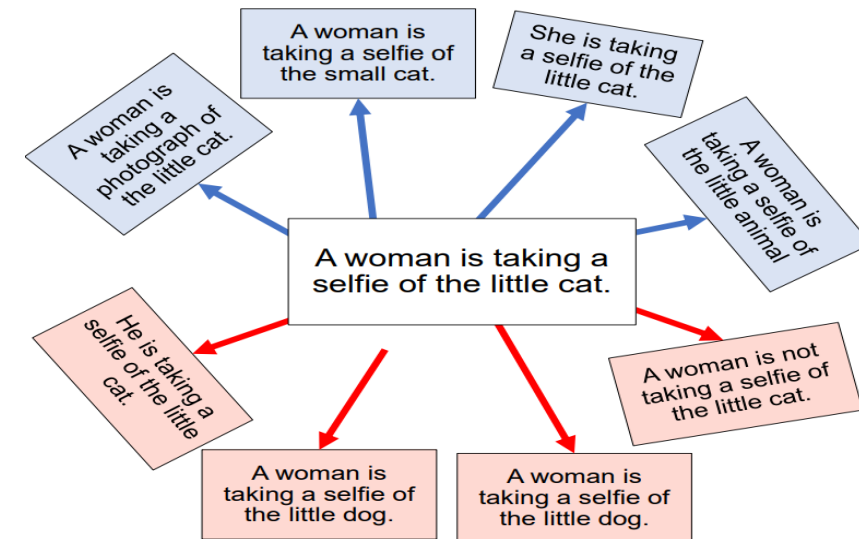 A woman is
taking a selfie of
the small cat.
She is taking
a selfie of the
little cat.
A woman is
taking a
photograph of
the little cat.
A woman is
taking a selfie of
the little animal
A woman is taking a
selfie of the little cat.
He is taking a
selfie of the little
cat.
A woman is not
taking a selfie of
the little cat.
A woman is
taking a selfie of
the little dog.
A woman is
taking a selfie of
the little dog.